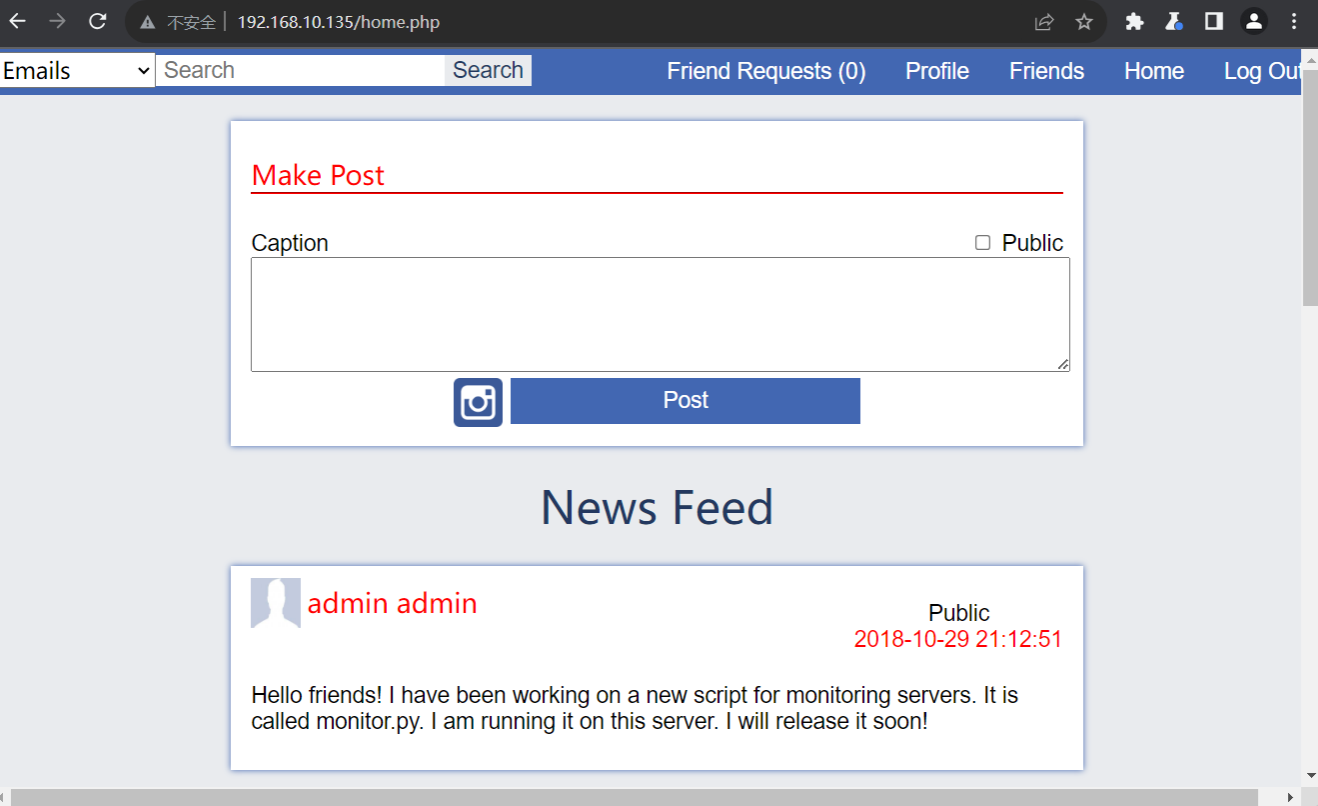 不安全 192.168.10.135/home.php
Emails Search Search Friend Requests (0) Profile Friends Home Log Out
Make Post
Caption Public
Post
News Feed
admin admin
Public
2018-10-29 21:12:51
Hello friends! I have been working on a new script for monitoring servers. It is
called monitor.py. I am running it on this server. I will release it soon!